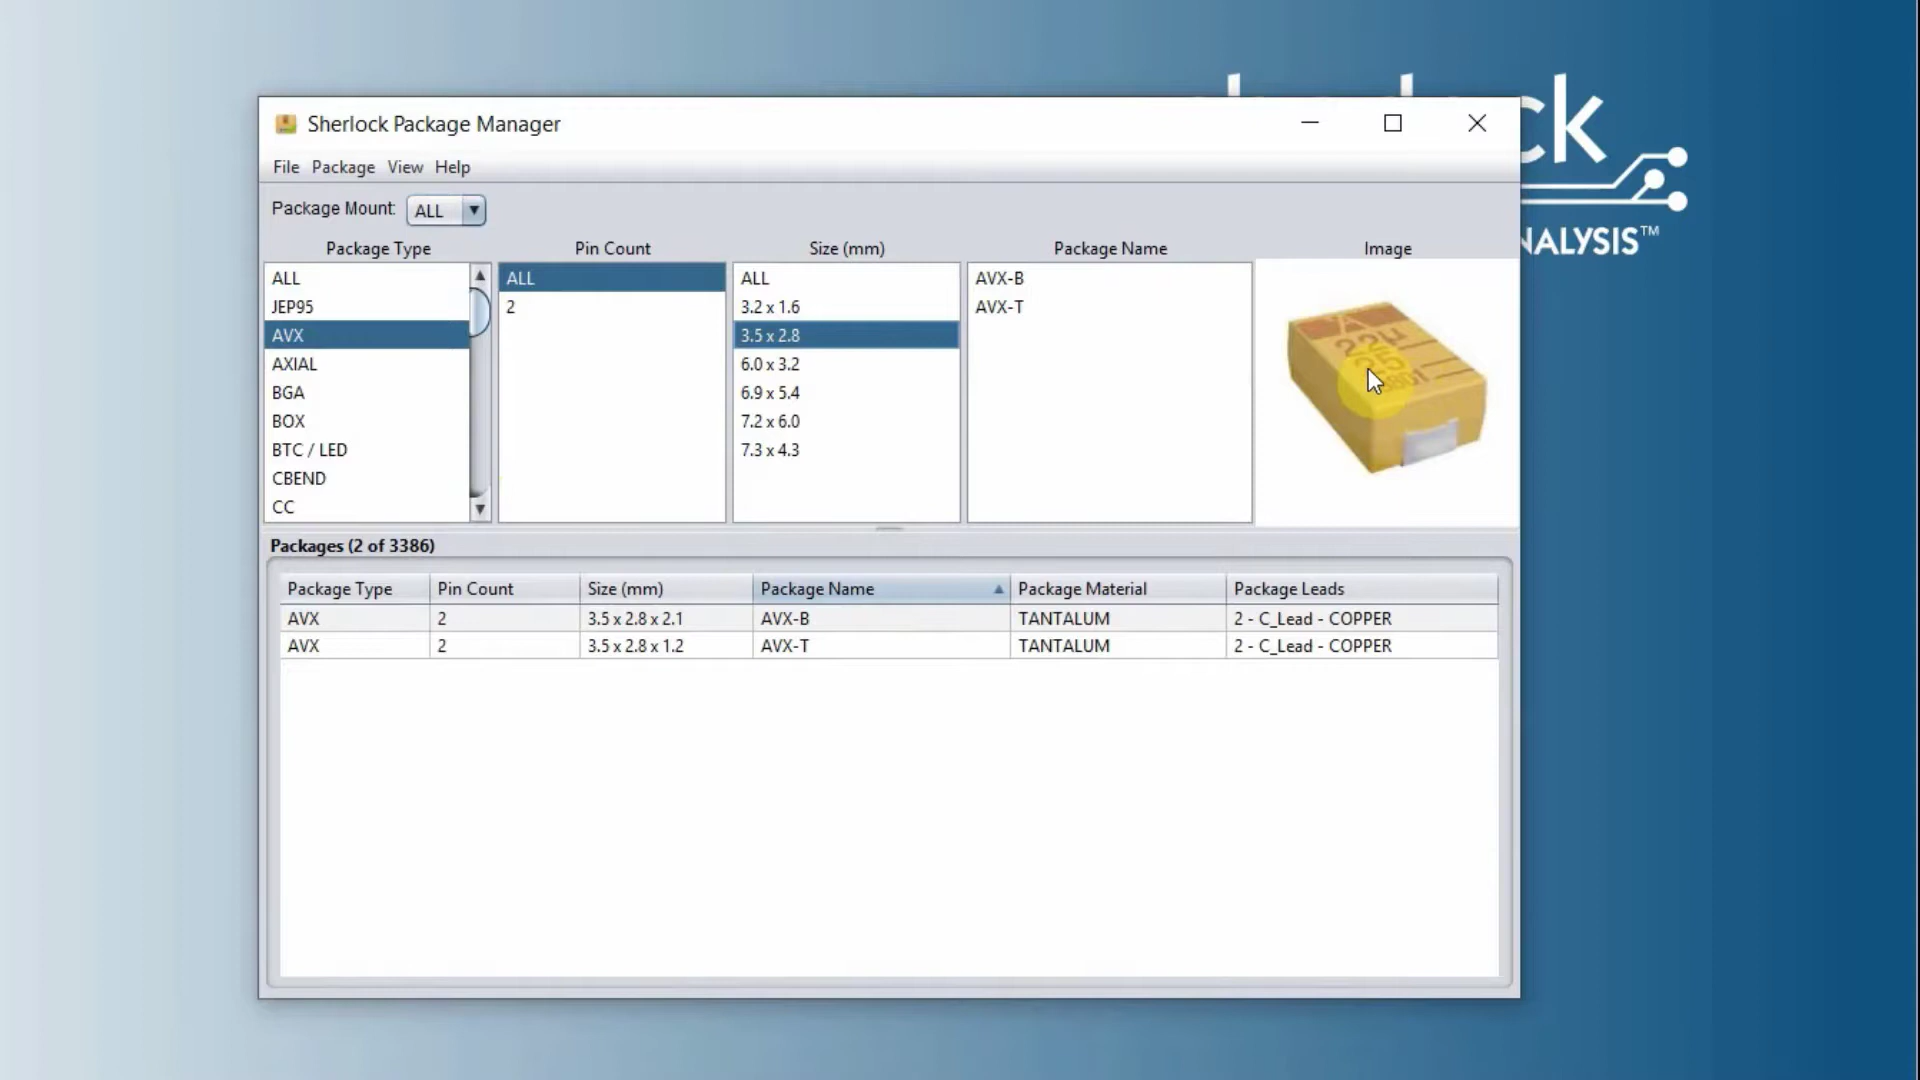 Sherlock Package Manager
File Package View Help
Package Mount: ALL
Package Type
ALL
JEP95
AVX
AXIAL
BGA
BOX
BTC / LED
CBEND
CC
Pin Count
ALL
2
Size (mm)
ALL
3.2 x 1.6
3.5 x 2.8
6.0 x 3.2
6.9 x 5.4
7.2 x 6.0
7.3 x 4.3
Package Name
AVX-B
AVX-T
Image
A
22µ
25
Packages (2 of 3386)
Package Type Pin Count Size (mm) Package Name Package Material Package Leads
AVX 2 3.5 x 2.8 x 2.1 AVX-B TANTALUM 2 - C_Lead - COPPER
AVX 2 3.5 x 2.8 x 1.2 AVX-T TANTALUM 2 - C_Lead - COPPER
ck
NALYSIS™